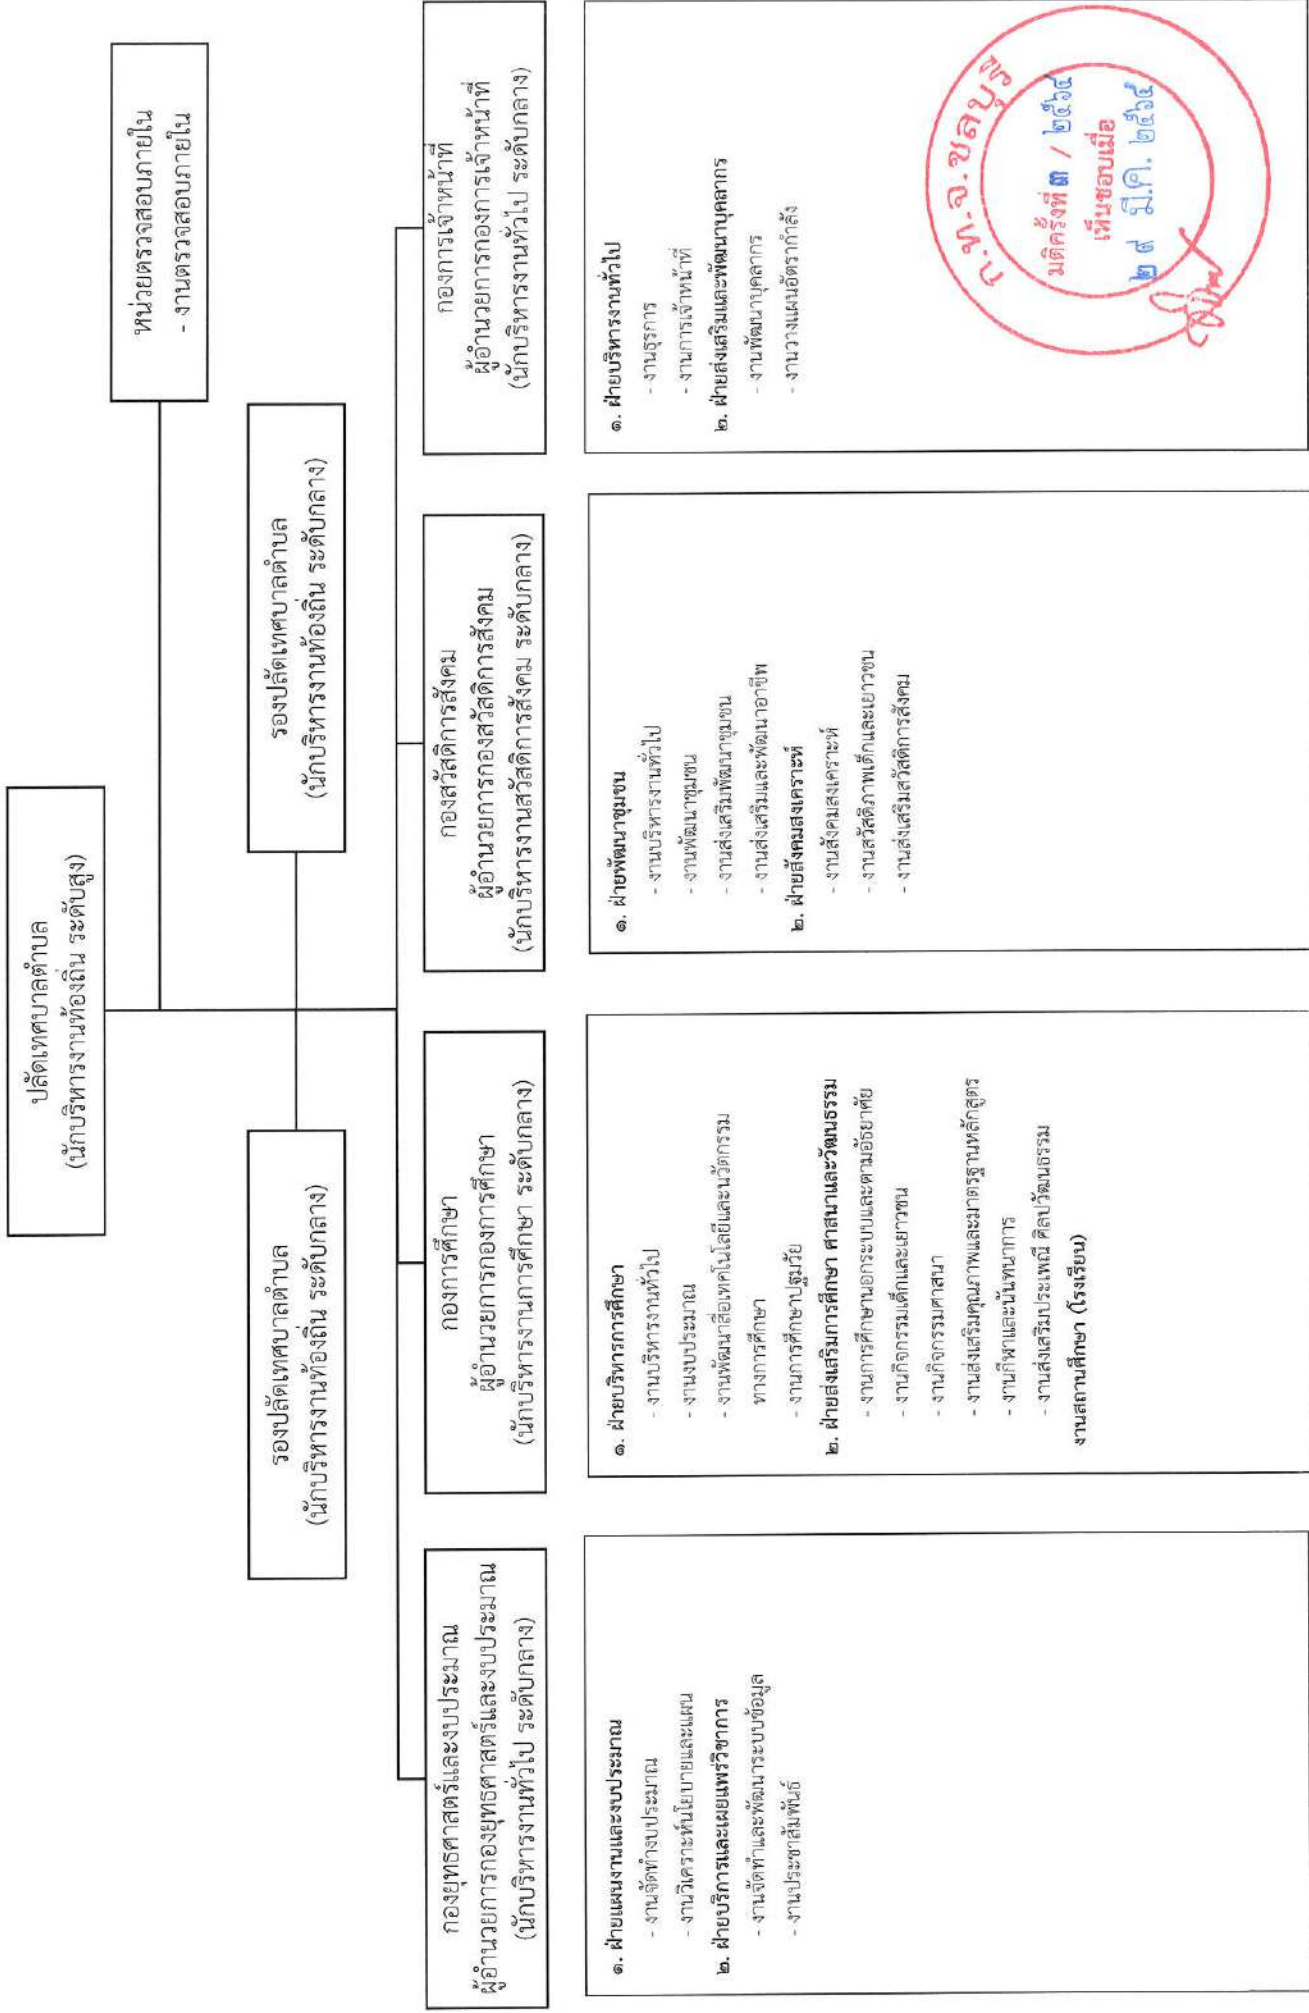 ปลัดเทศบาลตำบล
(นักบริหารงานท้องถิ่น ระดับสูง)
หน่วยตรวจสอบภายใน
- งานตรวจสอบภายใน
รองปลัดเทศบาลตำบล
(นักบริหารงานท้องถิ่น ระดับกลาง)
รองปลัดเทศบาลตำบล
(นักบริหารงานท้องถิ่น ระดับกลาง)
กองยุทธศาสตร์และงบประมาณ
ผู้อำนวยการกองยุทธศาสตร์และงบประมาณ
(นักบริหารงานทั่วไป ระดับกลาง)
กองการศึกษา
ผู้อำนวยการกองการศึกษา
(นักบริหารงานการศึกษา ระดับกลาง)
กองสวัสดิการสังคม
ผู้อำนวยการกองสวัสดิการสังคม
(นักบริหารงานสวัสดิการสังคม ระดับกลาง)
กองการเจ้าหน้าที่
ผู้อำนวยการกองการเจ้าหน้าที่
(นักบริหารงานทั่วไป ระดับกลาง)
๑. ฝ่ายแผนงานและงบประมาณ
- งานจัดทำงบประมาณ
- งานวิเคราะห์นโยบายและแผน
๒. ฝ่ายบริการและเผยแพร่วิชาการ
- งานจัดทำและพัฒนาระบบข้อมูล
- งานประชาสัมพันธ์
๑. ฝ่ายบริหารการศึกษา
- งานบริหารงานทั่วไป
- งานงบประมาณ
- งานพัฒนาสื่อเทคโนโลยีและนวัตกรรม
ทางการศึกษา
- งานการศึกษาปฐมวัย
๒. ฝ่ายส่งเสริมการศึกษา ศาสนาและวัฒนธรรม
- งานการศึกษานอกระบบและตามอัธยาศัย
- งานกิจกรรมเด็กและเยาวชน
- งานกิจกรรมศาสนา
- งานส่งเสริมคุณภาพและมาตรฐานหลักสูตร
- งานกีฬาและนันทนาการ
- งานส่งเสริมประเพณี ศิลปวัฒนธรรม
งานสถานศึกษา (โรงเรียน)
๑. ฝ่ายพัฒนาชุมชน
- งานบริหารงานทั่วไป
- งานพัฒนาชุมชน
- งานส่งเสริมพัฒนาชุมชน
- งานส่งเสริมและพัฒนาอาชีพ
๒. ฝ่ายสังคมสงเคราะห์
- งานสังคมสงเคราะห์
- งานสวัสดิภาพเด็กและเยาวชน
- งานส่งเสริมสวัสดิการสังคม
๑. ฝ่ายบริหารงานทั่วไป
- งานธุรการ
- งานการเจ้าหน้าที่
๒. ฝ่ายส่งเสริมและพัฒนาบุคลากร
- งานพัฒนาบุคลากร
- งานวางแผนอัตรากำลัง
ก.ท.จ.ชลบุรี
มติครั้งที่ ๓ / ๒๕๖๔
เห็นชอบเมื่อ
๒๙ มี.ค. ๒๕๖๔